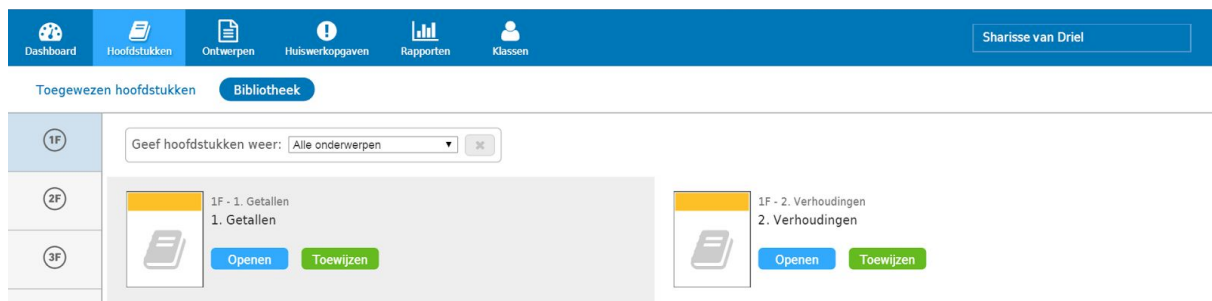 Dashboard Hoofdstukken Ontwerpen Huiswerkopgaven Rapporten Klassen Sharisse van Driel
Toegewezen hoofdstukken Bibliotheek
1F
Geef hoofdstukken weer: Alle onderwerpen
2F
3F
1F - 1. Getallen
1. Getallen
Openen Toewijzen
1F - 2. Verhoudingen
2. Verhoudingen
Openen Toewijzen